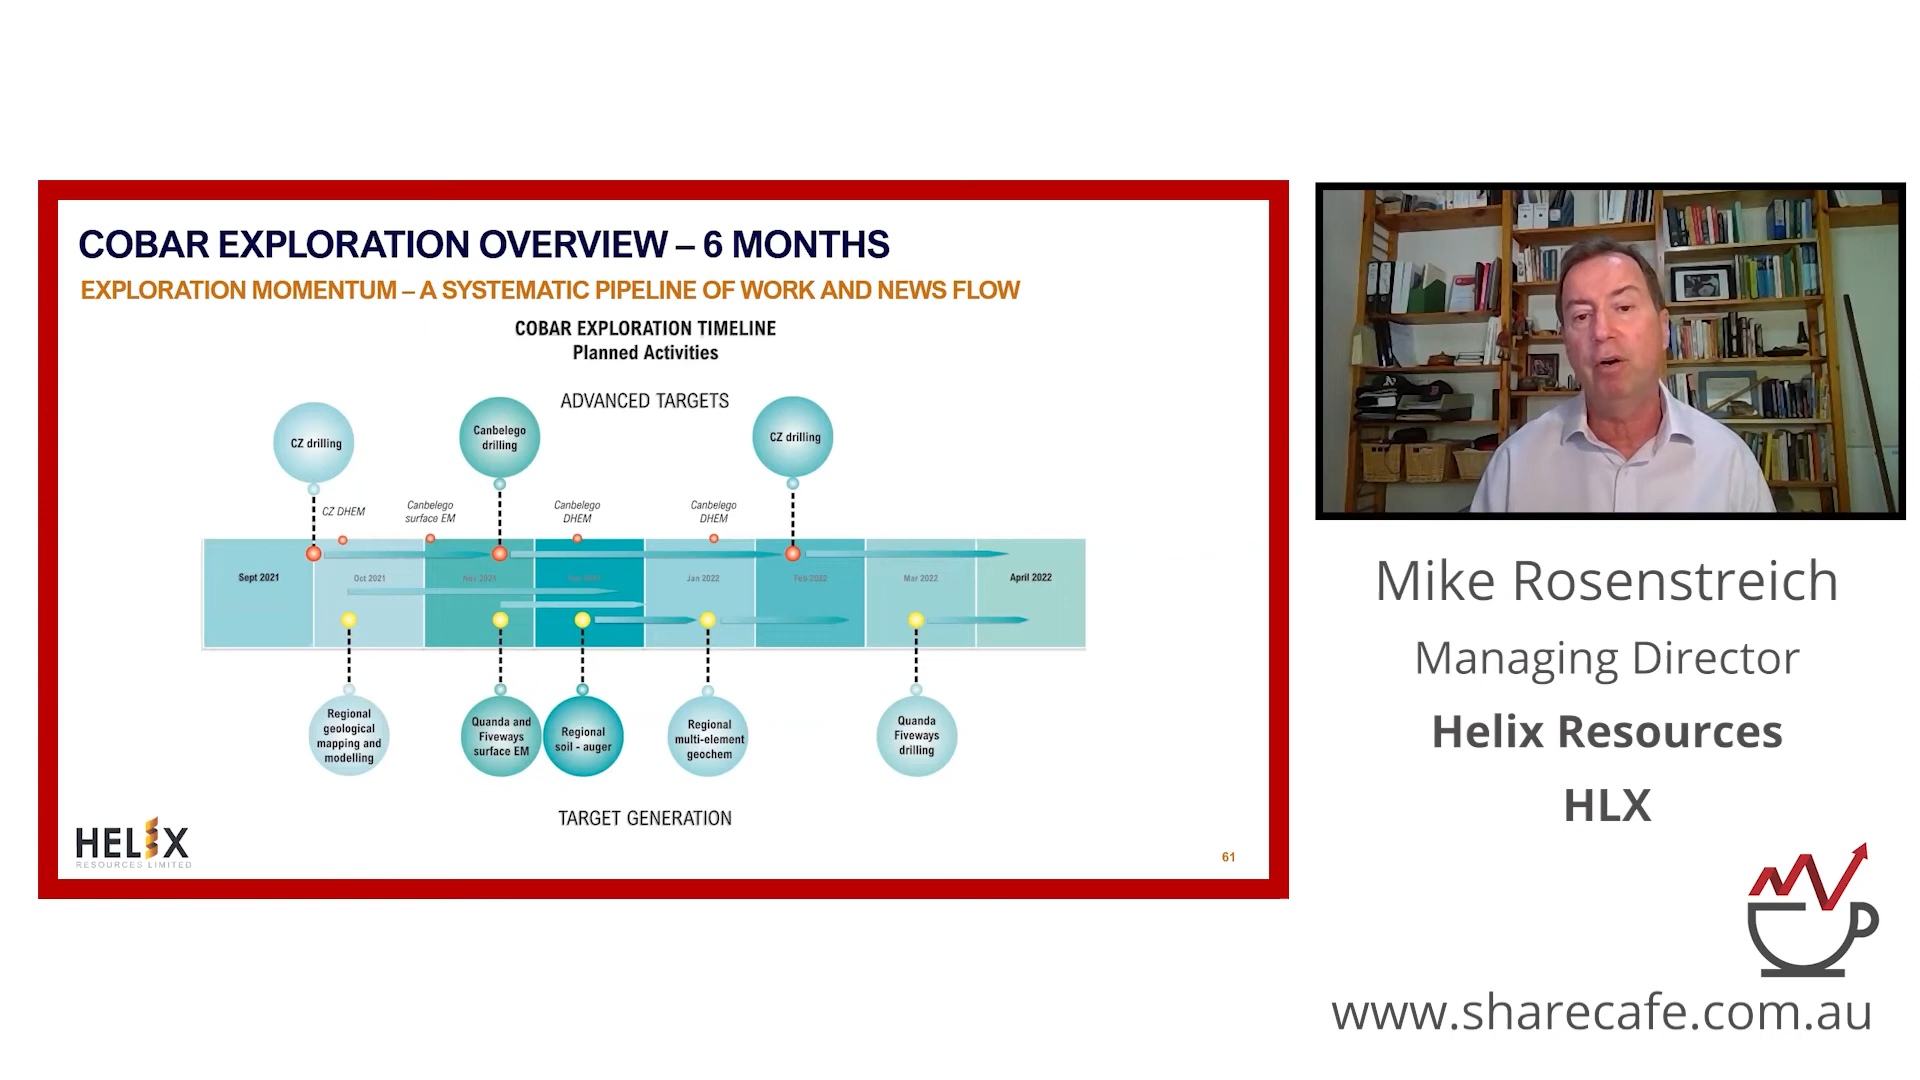 COBAR EXPLORATION OVERVIEW – 6 MONTHS
EXPLORATION MOMENTUM – A SYSTEMATIC PIPELINE OF WORK AND NEWS FLOW
COBAR EXPLORATION TIMELINE
Planned Activities
ADVANCED TARGETS
CZ drilling
Canbelego
drilling
CZ drilling
CZ DHEM
Canbelego
surface EM
Canbelego
DHEM
Canbelego
DHEM
Sept 2021
Oct 2021
Nov 2021
Jan 2022
Feb 2022
Mar 2022
April 2022
Regional
geological
mapping and
modelling
Quanda and
Fiveways
surface EM
Regional
soil - auger
Regional
multi-element
geochem
Quanda
Fiveways
drilling
TARGET GENERATION
HELIX
RESOURCES LIMITED
61
Mike Rosenstreich
Managing Director
Helix Resources
HLX
www.sharecafe.com.au